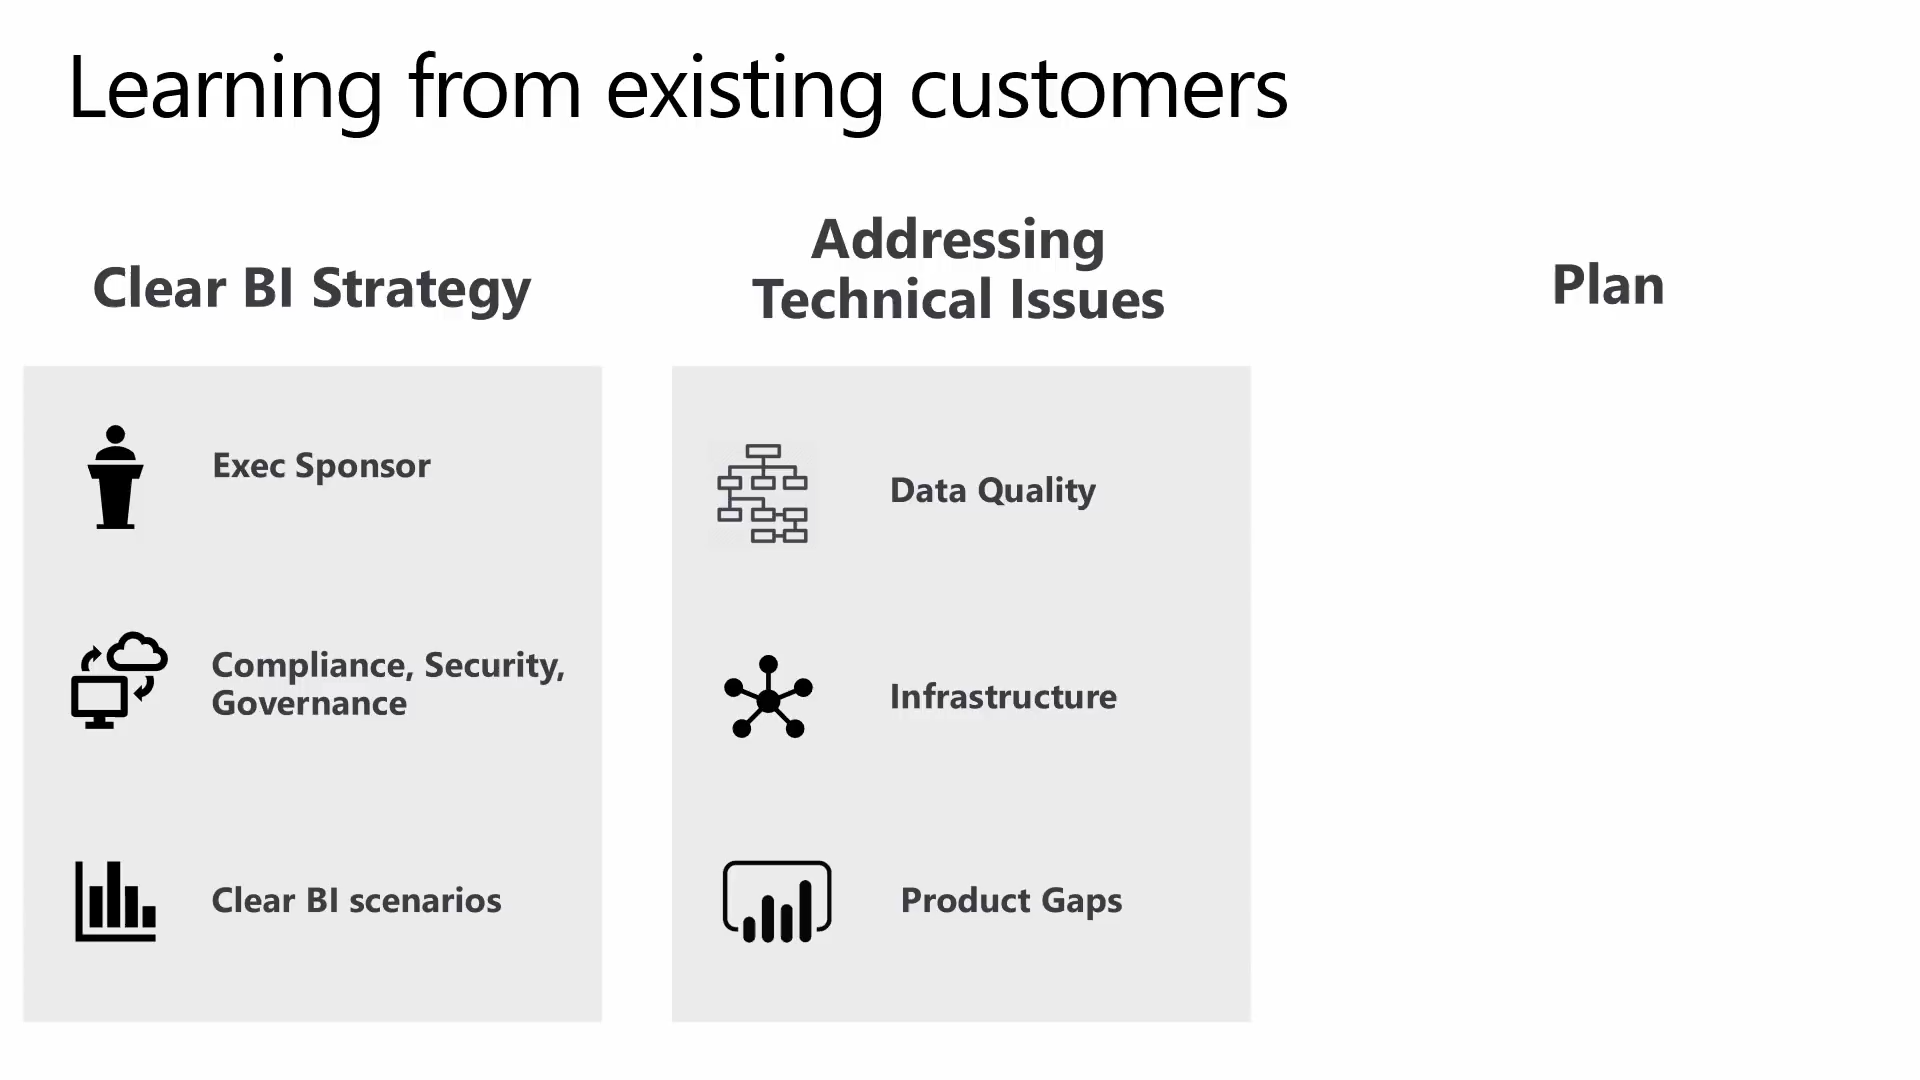 Learning from existing customers
Clear BI Strategy
Exec Sponsor
Compliance, Security,
Governance
Clear BI scenarios
Addressing
Technical Issues
Data Quality
Infrastructure
Product Gaps
Plan